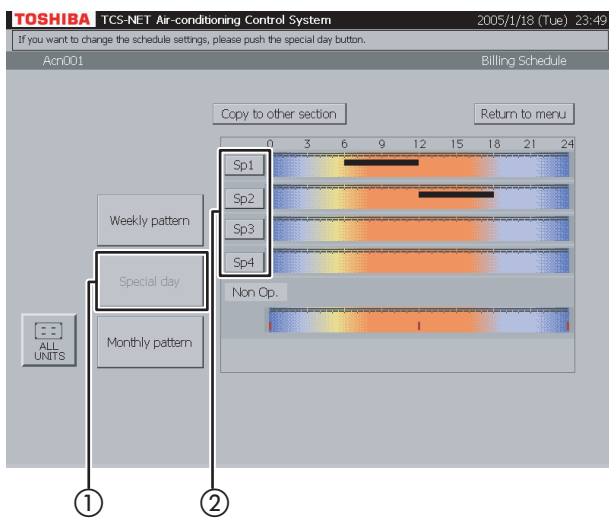 TOSHIBA TCS-NET Air-conditioning Control System 2005/1/18 (Tue) 23:49
If you want to change the schedule settings, please push the special day button.
Acn001 Billing Schedule
Copy to other section Return to menu
0 3 6 9 12 15 18 21 24
Sp1
Sp2
Weekly pattern
Sp3
Sp4
Special day
Non Op.
ALL
UNITS
Monthly pattern
① ②